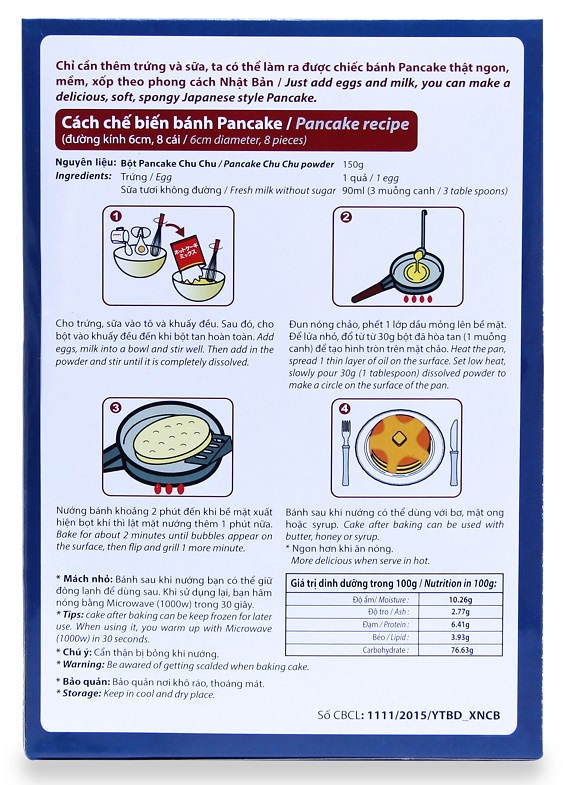 Chỉ cần thêm trứng và sữa, ta có thể làm ra được chiếc bánh Pancake thật ngon,
mềm, xốp theo phong cách Nhật Bản / Just add eggs and milk, you can make a
delicious, soft, spongy Japanese style Pancake.
Cách chế biến bánh Pancake / Pancake recipe
(đường kính 6cm, 8 cái / 6cm diameter, 8 pieces)
Nguyên liệu: Bột Pancake Chu Chu / Pancake Chu Chu powder 150g
Ingredients: Trứng / Egg 1 quả / 1 egg
Sữa tươi không đường / Fresh milk without sugar 90ml (3 muỗng canh / 3 table spoons)
1
ホットケーキ
ミックス
Cho trứng, sữa vào tô và khuấy đều. Sau đó, cho
bột vào khuấy đều đến khi bột tan hoàn toàn. Add
eggs, milk into a bowl and stir well. Then add in the
powder and stir until it is completely dissolved.
2
Đun nóng chảo, phết 1 lớp dầu mỏng lên bề mặt.
Để lửa nhỏ, đổ từ từ 30g bột đã hòa tan (1 muỗng
canh) để tạo hình tròn trên mặt chảo. Heat the pan,
spread 1 thin layer of oil on the surface. Set low heat,
slowly pour 30g (1 tablespoon) dissolved powder to
make a circle on the surface of the pan.
3
Nướng bánh khoảng 2 phút đến khi bề mặt xuất
hiện bọt khí thì lật mặt nướng thêm 1 phút nữa.
Bake for about 2 minutes until bubbles appear on
the surface, then flip and grill 1 more minute.
4
Bánh sau khi nướng có thể dùng với bơ, mật ong
hoặc syrup. Cake after baking can be used with
butter, honey or syrup.
* Ngon hơn khi ăn nóng.
More delicious when serve in hot.
* Mách nhỏ: Bánh sau khi nướng bạn có thể giữ
đông lạnh để dùng sau. Khi sử dụng lại, bạn hâm
nóng bằng Microwave (1000w) trong 30 giây.
* Tips: cake after baking can be keep frozen for later
use. When using it, you warm up with Microwave
(1000w) in 30 seconds.
* Chú ý: Cẩn thận bị bỏng khi nướng.
* Warning: Be awared of getting scalded when baking cake.
* Bảo quản: Bảo quản nơi khô ráo, thoáng mát.
* Storage: Keep in cool and dry place.
Giá trị dinh dưỡng trong 100g / Nutrition in 100g:
Độ ẩm / Moisture : 10.26g
Độ tro / Ash : 2.77g
Đạm / Protein : 6.41g
Béo / Lipid : 3.93g
Carbohydrate : 76.63g
Số CBCL: 1111/2015/YTBD_XNCB